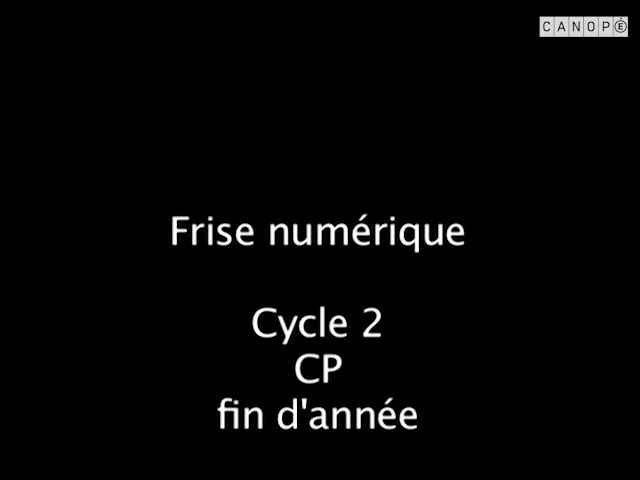 CANOPÉ
Frise numérique
Cycle 2
CP
fin d'année